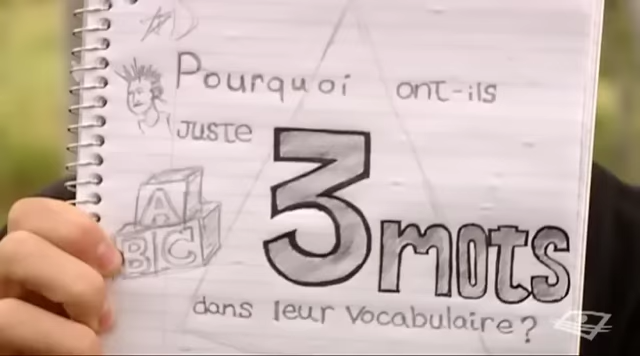 Pourquoi ont-ils
juste
3 mots
dans leur vocabulaire?
A
B C